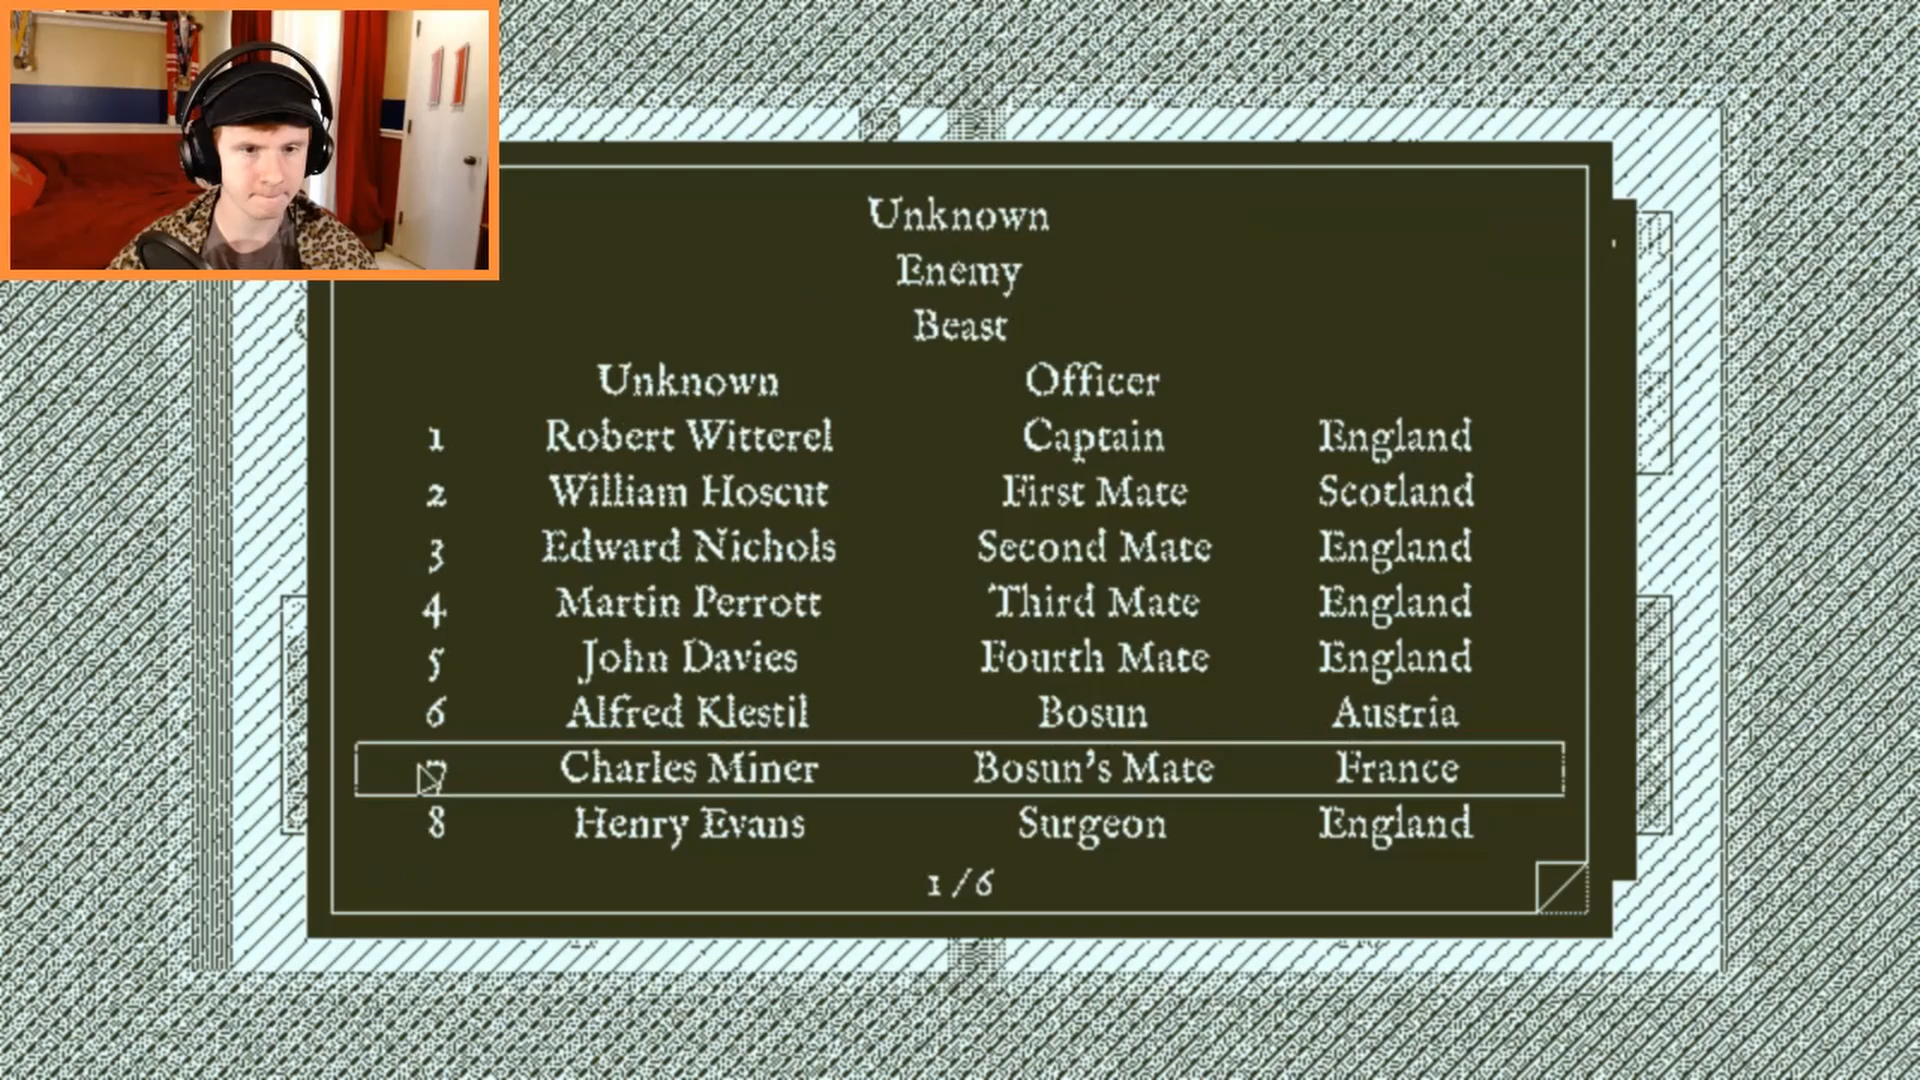 Unknown
Enemy
Beast
Unknown Officer
1 Robert Witterel Captain England
2 William Hoscut First Mate Scotland
3 Edward Nichols Second Mate England
4 Martin Perrott Third Mate England
5 John Davies Fourth Mate England
6 Alfred Klestil Bosun Austria
7 Charles Miner Bosun's Mate France
8 Henry Evans Surgeon England
1/6